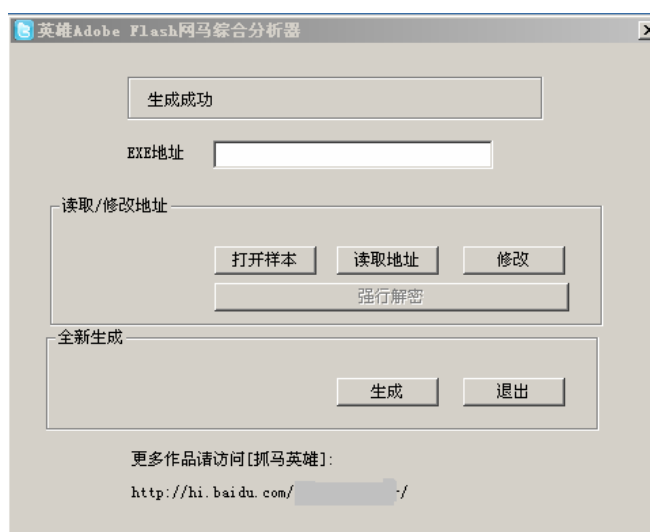 英雄Adobe Flash网马综合分析器
生成成功
EXE地址
读取/修改地址
打开样本 读取地址 修改
强行解密
全新生成
生成 退出
更多作品请访问[抓马英雄]:
http://hi.baidu.com/ -/